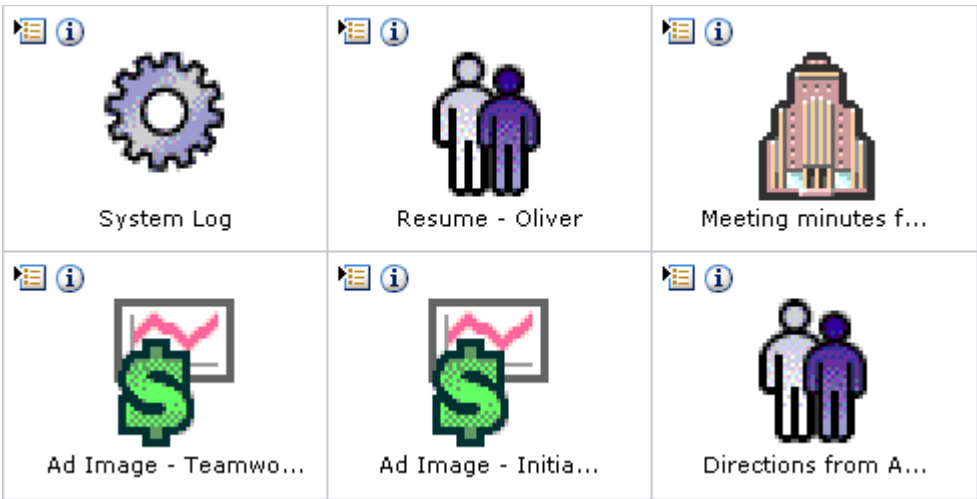 System Log
Resume - Oliver
Meeting minutes f...
Ad Image - Teamwo...
Ad Image - Initia...
Directions from A...